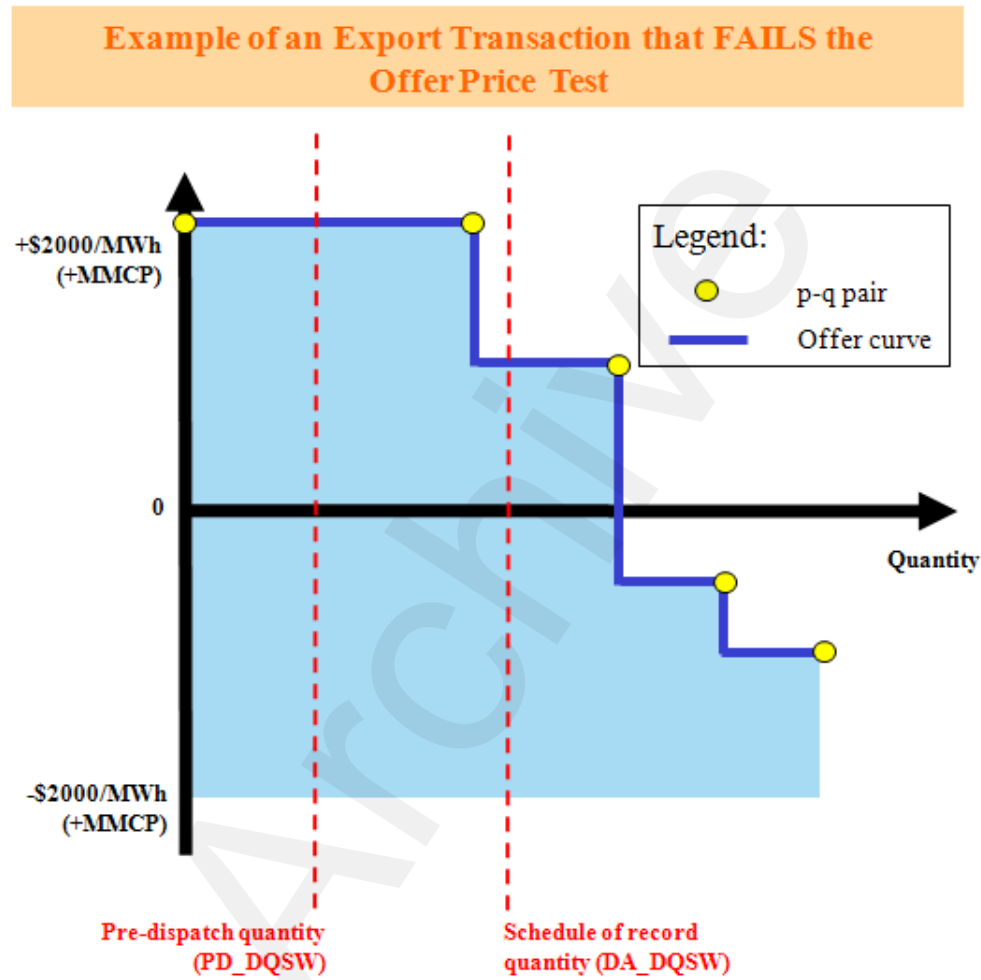 Example of an Export Transaction that FAILS the
Offer Price Test
+$2000/MWh
(+MMCP)
Legend:
p-q pair
Offer curve
0
Quantity
-$2000/MWh
(+MMCP)
Pre-dispatch quantity
(PD_DQSW)
Schedule of record
quantity (DA_DQSW)
Archive